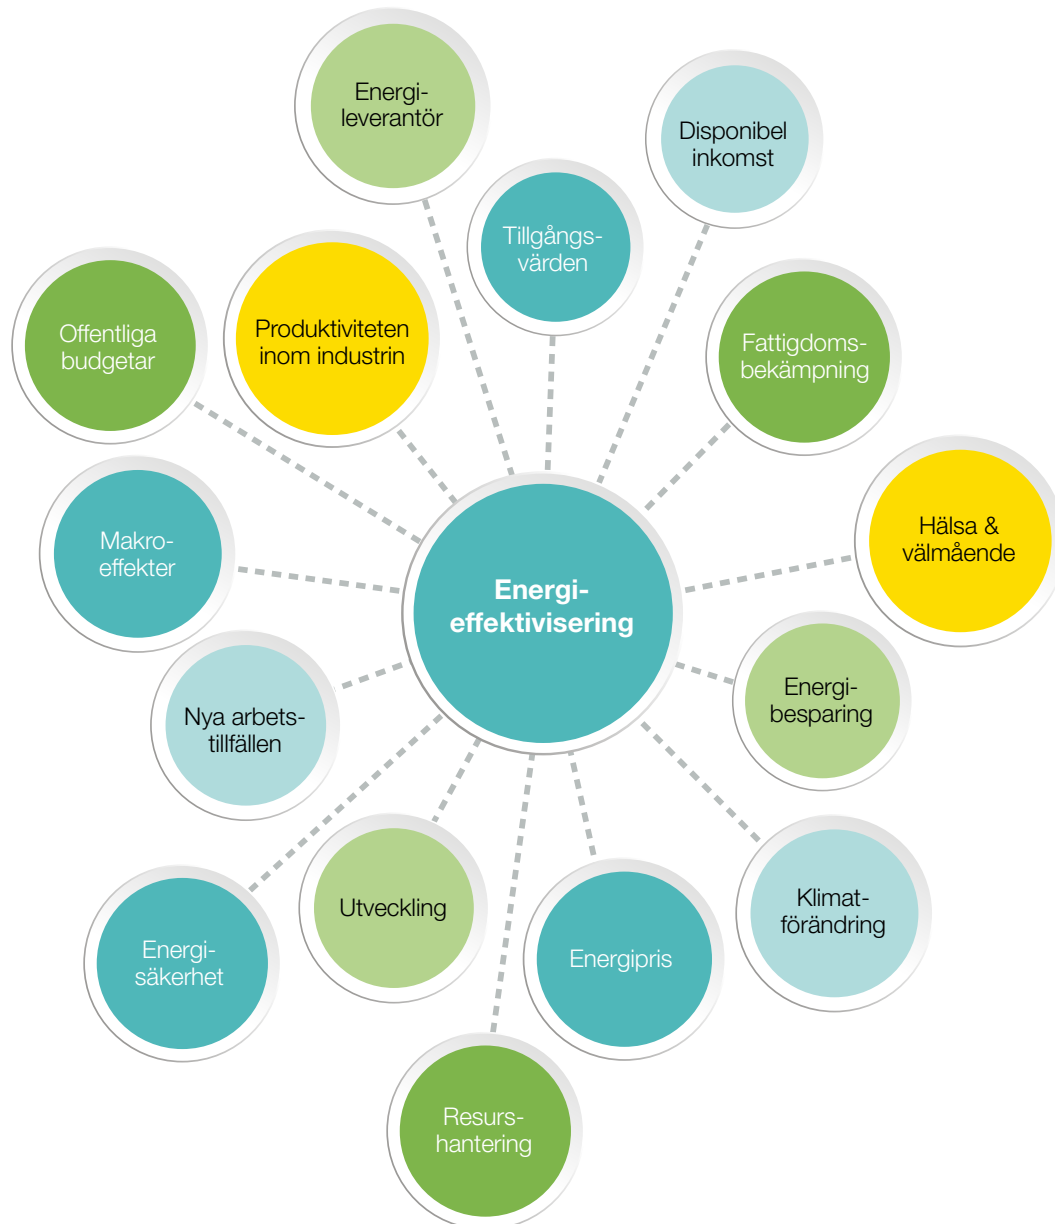 Energi-
leverantör
Disponibel
inkomst
Tillgångs-
värden
Offentliga
budgetar
Produktiviteten
inom industrin
Fattigdoms-
bekämpning
Makro-
effekter
Hälsa &
välmående
Energi-
effektivisering
Nya arbets-
tillfällen
Energi-
besparing
Utveckling
Klimat-
förändring
Energi-
säkerhet
Energipris
Resurs-
hantering